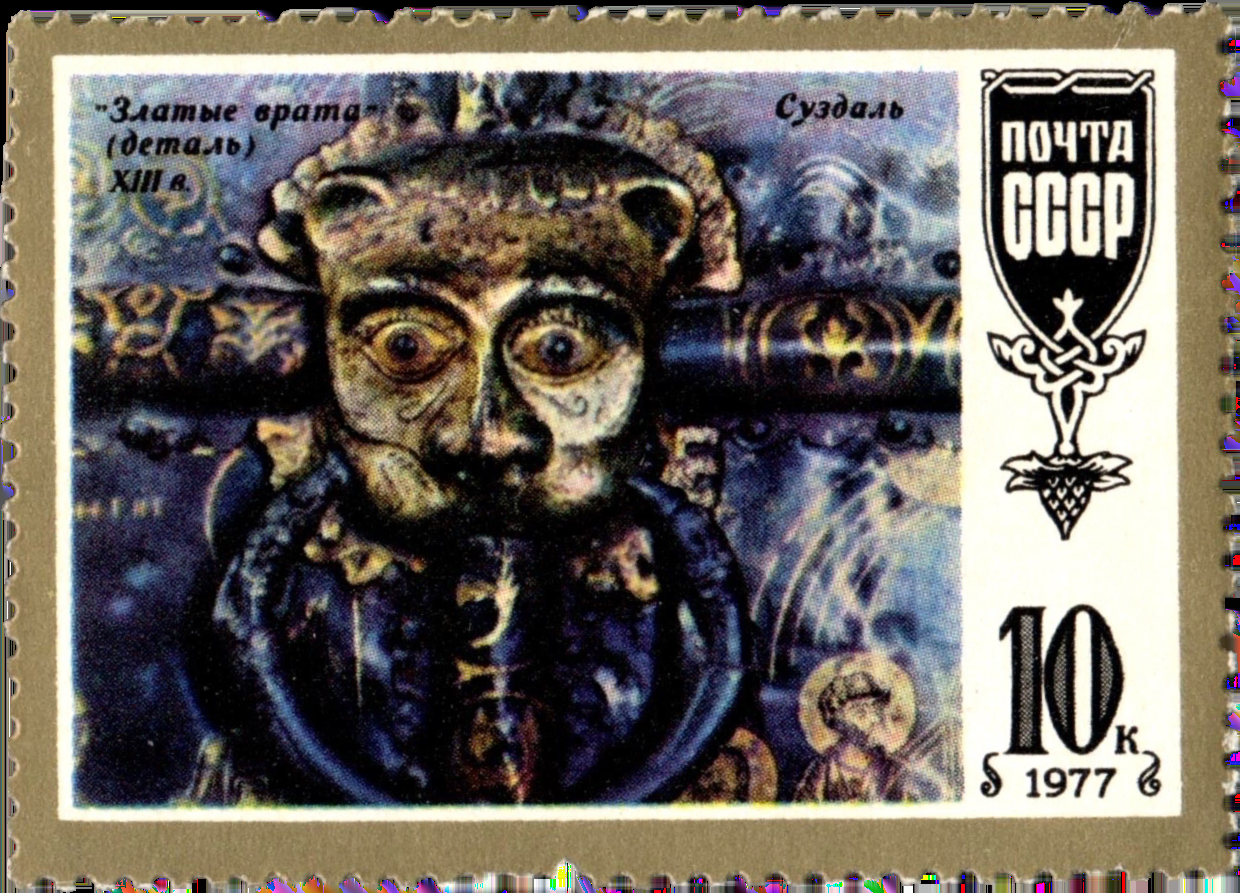 "Златые врата"
(деталь)
XIII в.
Суздаль
ПОЧТА
СССР
10к
1977